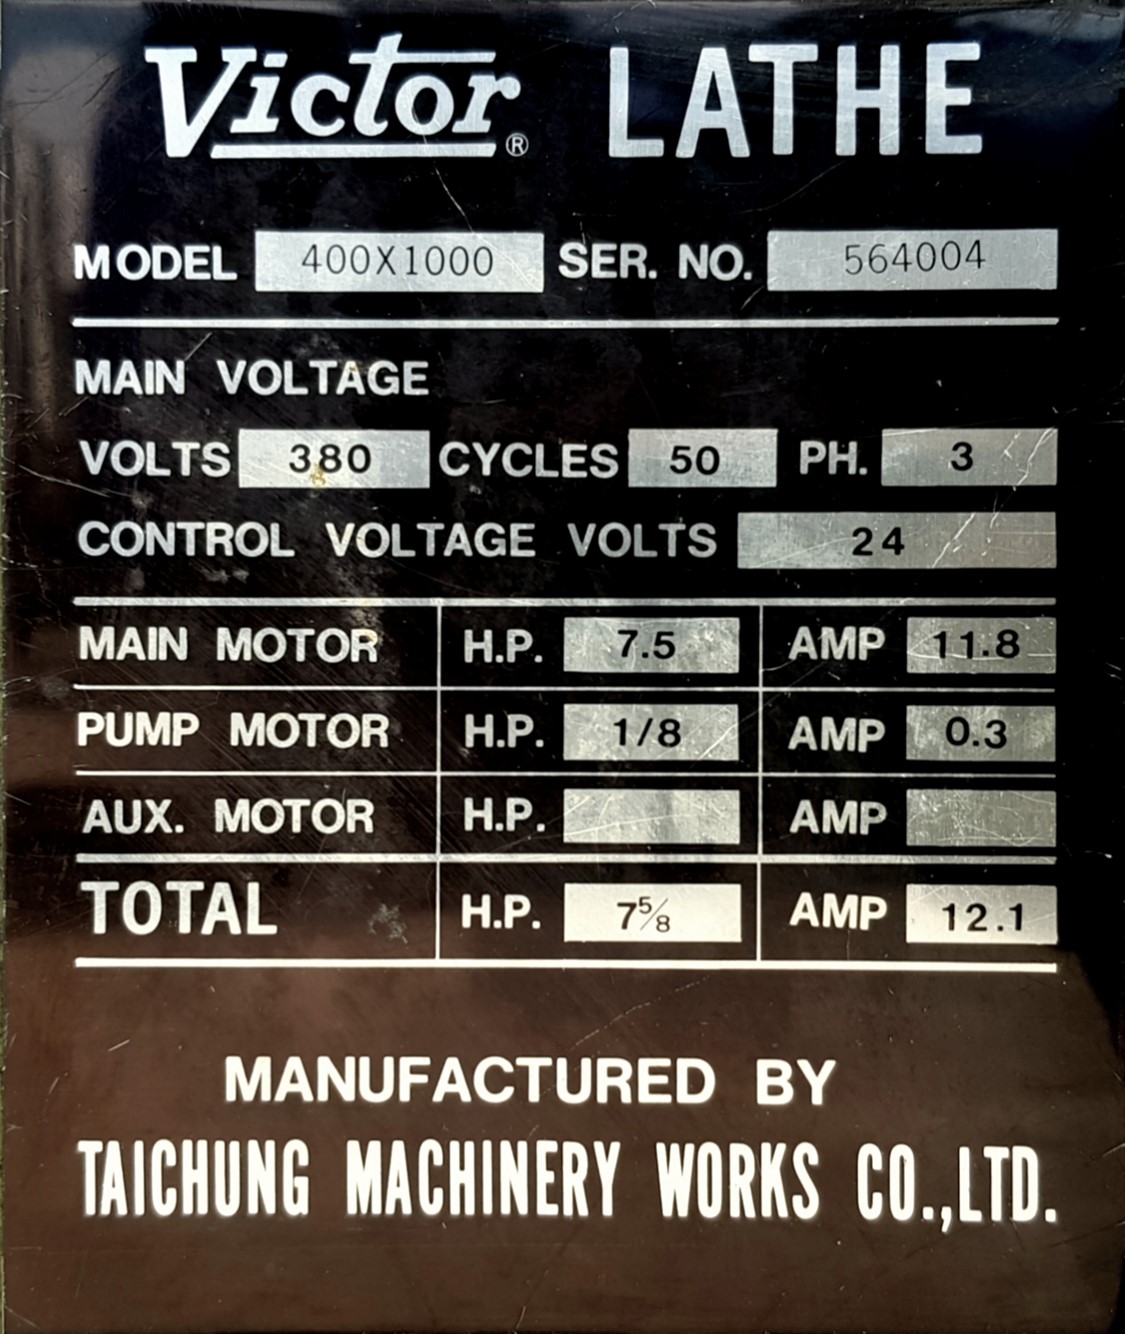 Victor® LATHE
MODEL 400X1000 SER. NO. 564004
MAIN VOLTAGE
VOLTS 380 CYCLES 50 PH. 3
CONTROL VOLTAGE VOLTS 24
MAIN MOTOR H.P. 7.5 AMP 11.8
PUMP MOTOR H.P. 1/8 AMP 0.3
AUX. MOTOR H.P. AMP
TOTAL H.P. 7⅝ AMP 12.1
MANUFACTURED BY
TAICHUNG MACHINERY WORKS CO.,LTD.